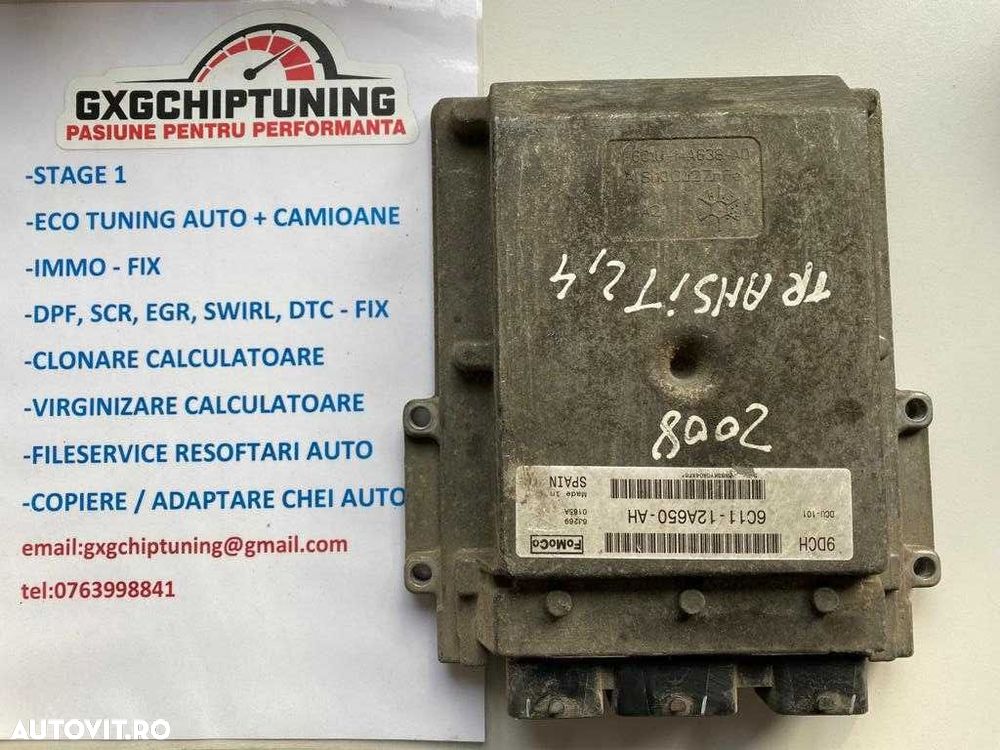 GXGCHIPTUNING
PASIUNE PENTRU PERFORMANTA
-STAGE 1
-ECO TUNING AUTO + CAMIOANE
-IMMO - FIX
-DPF, SCR, EGR, SWIRL, DTC - FIX
-CLONARE CALCULATOARE
-VIRGINIZARE CALCULATOARE
-FILESERVICE RESOFTARI AUTO
-COPIERE / ADAPTARE CHEI AUTO
email:gxgchiptuning@gmail.com
tel:0763998841
TRANSiT 2,4
2008
9DCH
FoMoCo
DCU-101
6C11-12A650-AH
6J269
0185A
Made in
SPAIN
AUTOVIT.RO